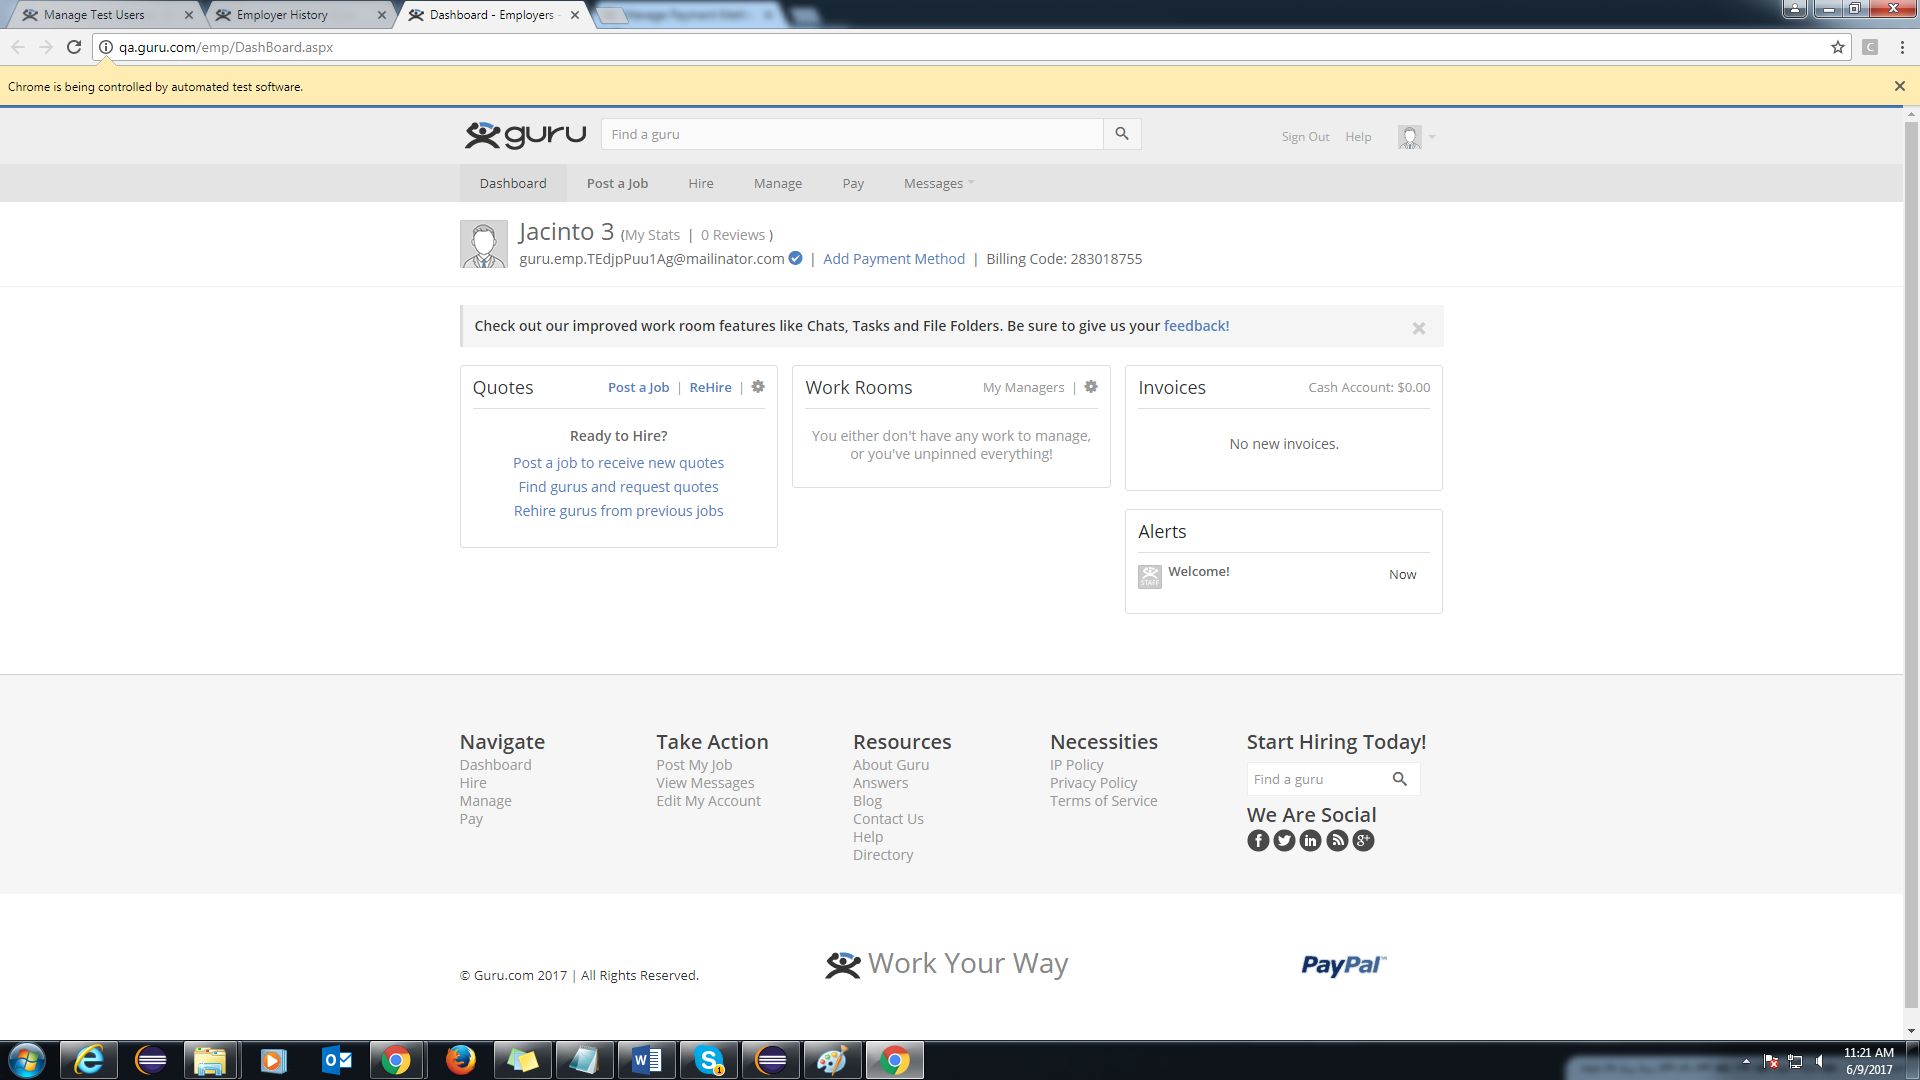 Manage Test Users
Employer History
Dashboard - Employers -
Manage Payment Meth
qa.guru.com/emp/DashBoard.aspx
C
Chrome is being controlled by automated test software.
guru
Find a guru
Sign Out
Help
Dashboard
Post a Job
Hire
Manage
Pay
Messages
Jacinto 3 (My Stats | 0 Reviews )
guru.emp.TEdjpPuu1Ag@mailinator.com | Add Payment Method | Billing Code: 283018755
Check out our improved work room features like Chats, Tasks and File Folders. Be sure to give us your feedback!
Quotes
Post a Job | ReHire |
Ready to Hire?
Post a job to receive new quotes
Find gurus and request quotes
Rehire gurus from previous jobs
Work Rooms
My Managers |
You either don't have any work to manage,
or you've unpinned everything!
Invoices
Cash Account: $0.00
No new invoices.
Alerts
STAFF
Welcome!
Now
Navigate
Dashboard
Hire
Manage
Pay
Take Action
Post My Job
View Messages
Edit My Account
Resources
About Guru
Answers
Blog
Contact Us
Help
Directory
Necessities
IP Policy
Privacy Policy
Terms of Service
Start Hiring Today!
Find a guru
We Are Social
© Guru.com 2017 | All Rights Reserved.
Work Your Way
PayPal™
1
11:21 AM
6/9/2017